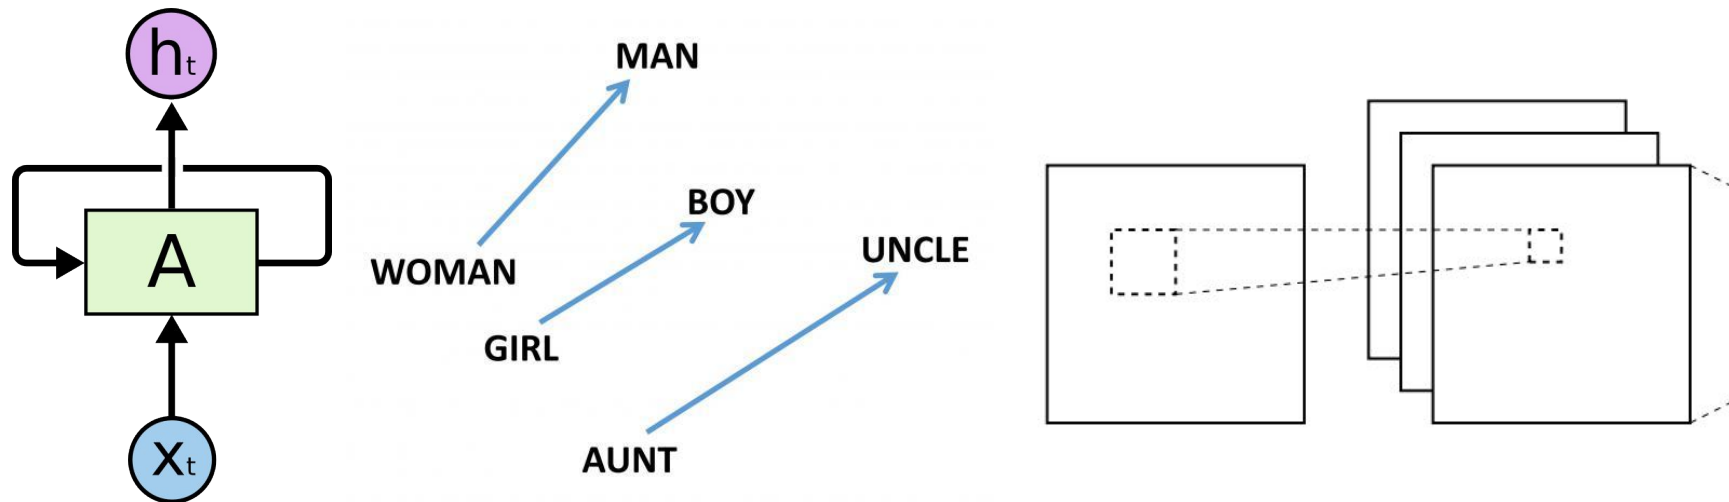 ht
A
xt
MAN
BOY
UNCLE
WOMAN
GIRL
AUNT